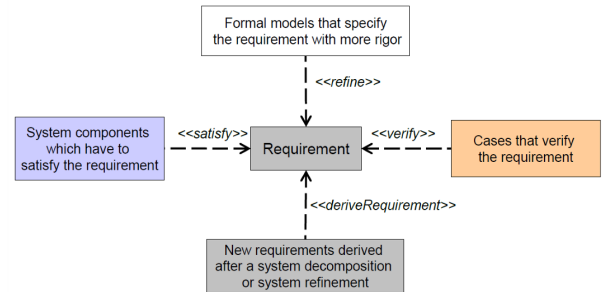 Formal models that specify
the requirement with more rigor
<<refine>>
System components
which have to
satisfy the requirement
<<satisfy>>
Requirement
<<verify>>
Cases that verify
the requirement
<<deriveRequirement>>
New requirements derived
after a system decomposition
or system refinement